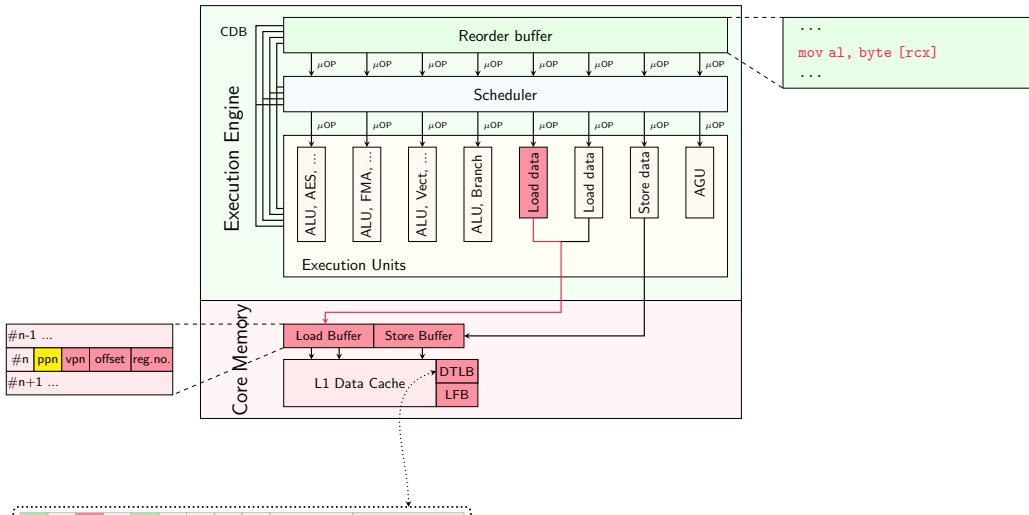 CDB
Reorder buffer
...
mov al, byte [rcx]
...
μOP μOP μOP μOP μOP μOP μOP μOP
Scheduler
μOP μOP μOP μOP μOP μOP μOP μOP
Execution Engine
ALU, AES, ...
ALU, FMA, ...
ALU, Vect, ...
ALU, Branch
Load data
Load data
Store data
AGU
Execution Units
Core Memory
Load Buffer
Store Buffer
#n-1 ...
#n ppn vpn offset reg.no.
#n+1 ...
L1 Data Cache
DTLB
LFB